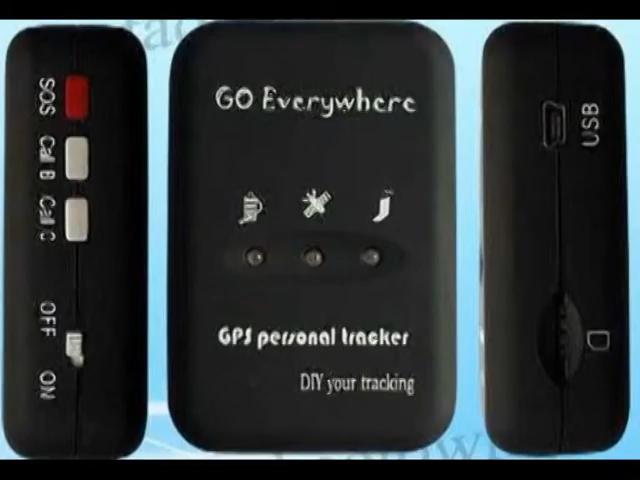 SOS
Call B
Call C
OFF
ON
GO Everywhere
GPS personal tracker
DIY your tracking
USB